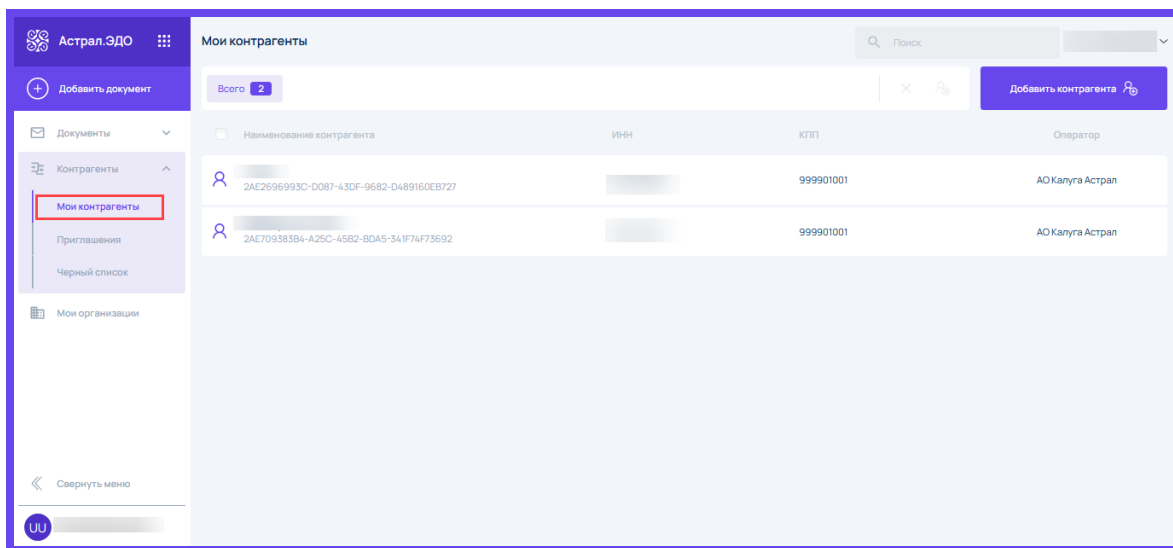 Астрал.ЭДО
Мои контрагенты
Поиск
Добавить документ
Всего 2
Добавить контрагента
Документы
Наименование контрагента ИНН КПП Оператор
Контрагенты
2AE2696993C-D087-43DF-9682-D489160EB727
999901001 АО Калуга Астрал
Мои контрагенты
2AE709383B4-A25C-45B2-BDA5-341F74F73692
999901001 АО Калуга Астрал
Приглашения
Черный список
Мои организации
Свернуть меню
UU